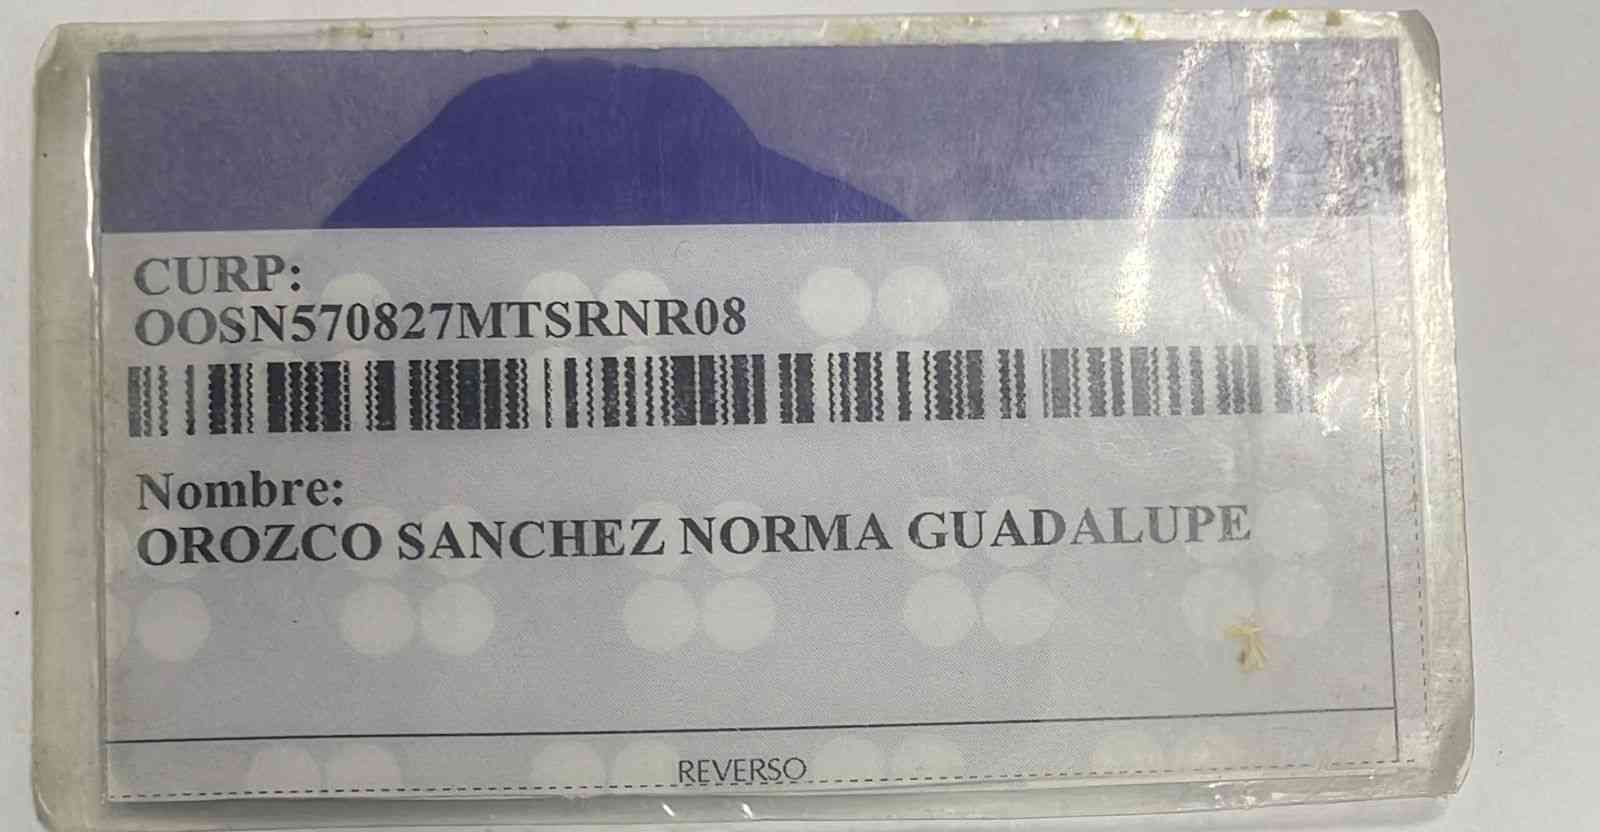 CURP:
OOSN570827MTSRNR08
Nombre:
OROZCO SANCHEZ NORMA GUADALUPE
REVERSO